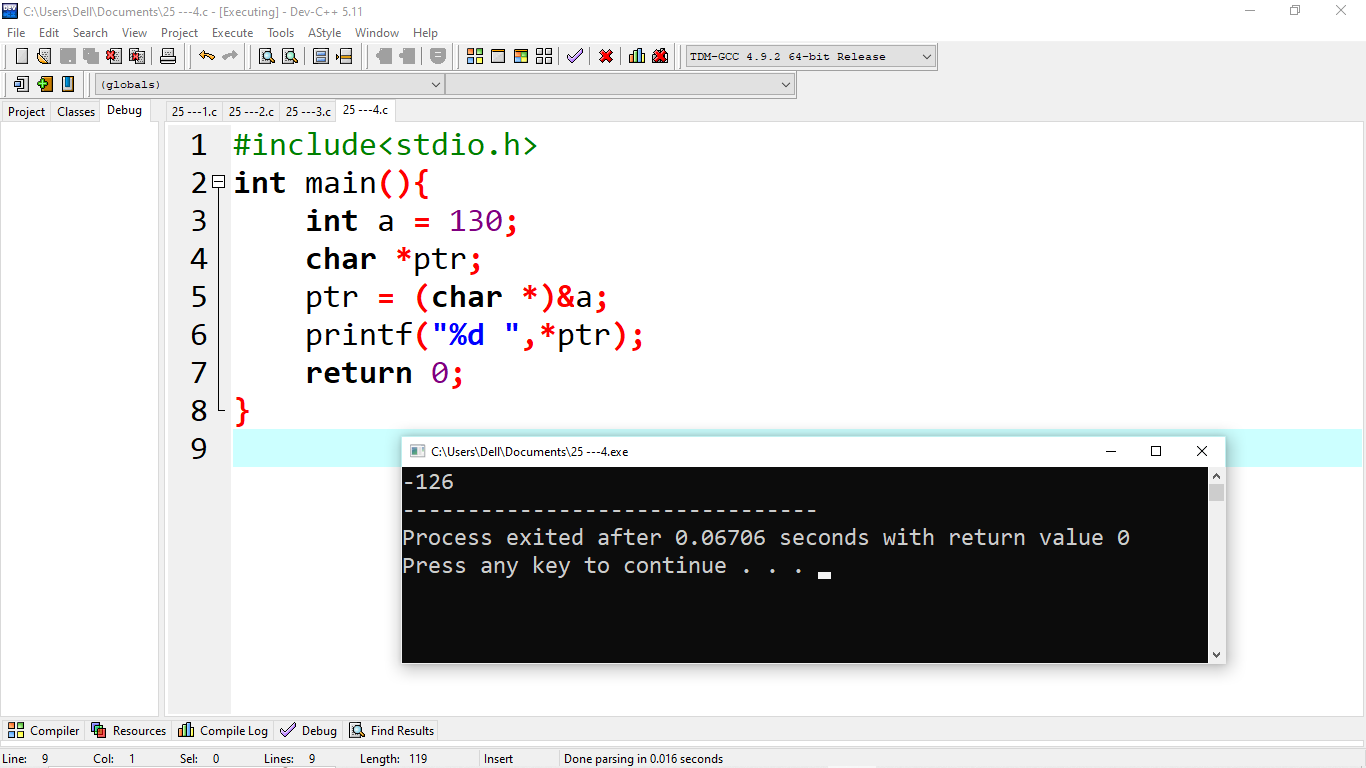 C:\Users\Dell\Documents\25 ---4.c - [Executing] - Dev-C++ 5.11
File Edit Search View Project Execute Tools AStyle Window Help
TDM-GCC 4.9.2 64-bit Release
(globals)
Project Classes Debug 25 ---1.c 25 ---2.c 25 ---3.c 25 ---4.c
1 #include<stdio.h>
2 int main(){
3 int a = 130;
4 char *ptr;
5 ptr = (char *)&a;
6 printf("%d ",*ptr);
7 return 0;
8 }
9
C:\Users\Dell\Documents\25 ---4.exe
-126
--------------------------------
Process exited after 0.06706 seconds with return value 0
Press any key to continue . . .
Compiler Resources Compile Log Debug Find Results
Line: 9 Col: 1 Sel: 0 Lines: 9 Length: 119 Insert Done parsing in 0.016 seconds